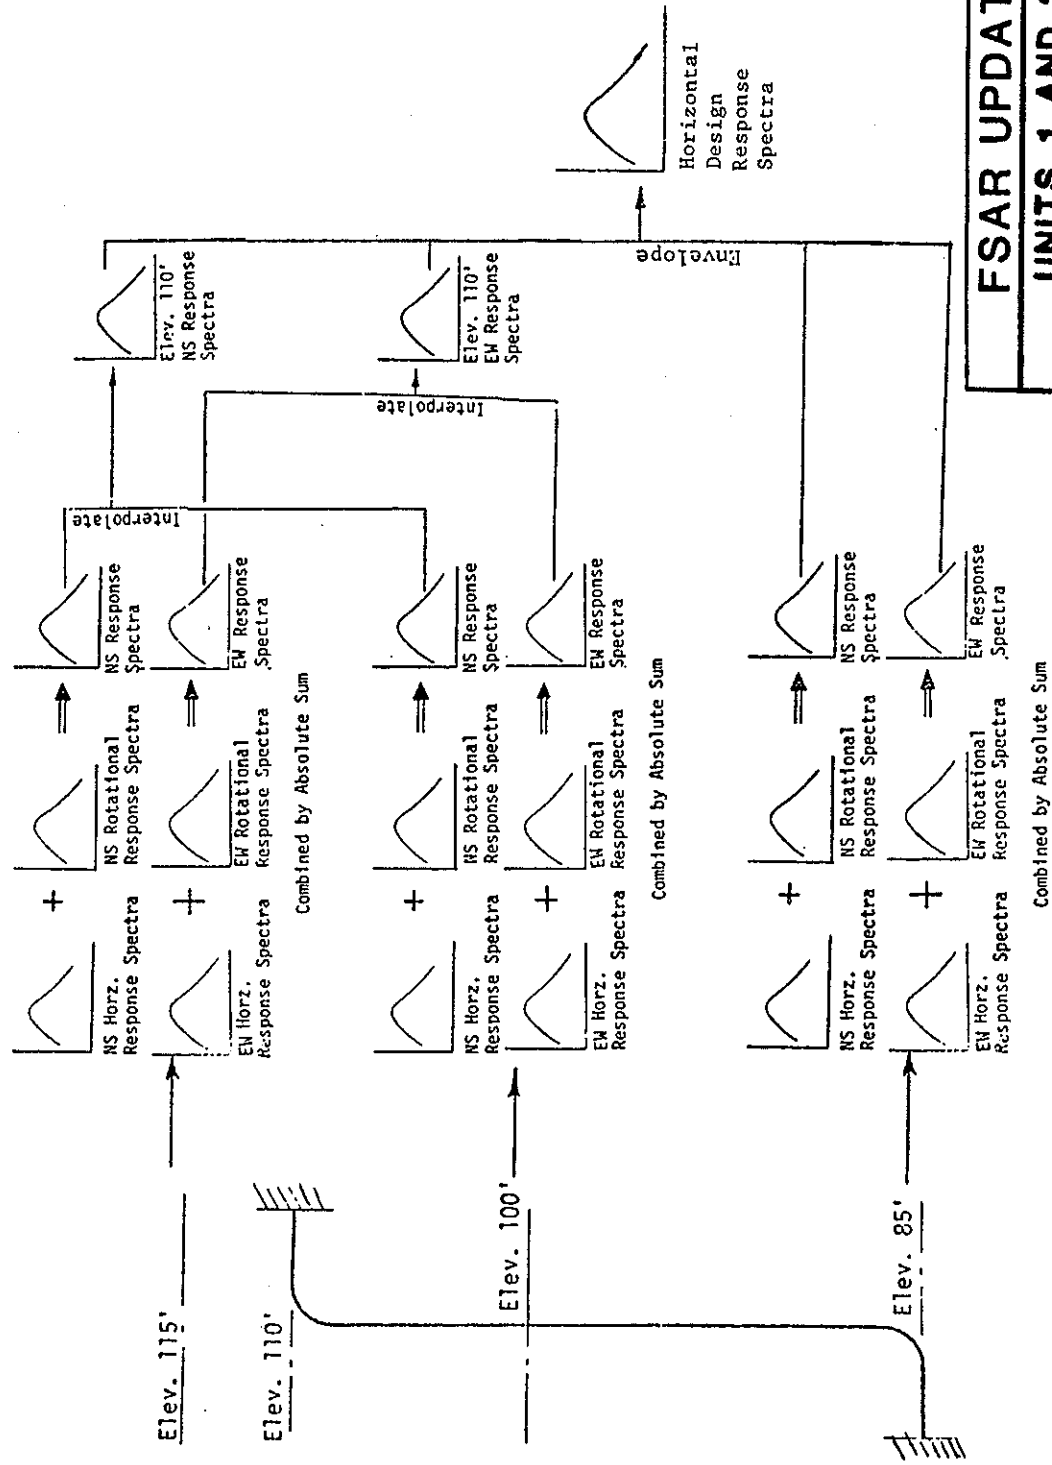 Elev. 115'
Elev. 110'
Elev. 100'
Elev. 85'
NS Horz.
Response Spectra
+
NS Rotational
Response Spectra
NS Response
Spectra
EW Horz.
Response Spectra
+
EW Rotational
Response Spectra
EW Response
Spectra
Combined by Absolute Sum
NS Horz.
Response Spectra
+
NS Rotational
Response Spectra
NS Response
Spectra
EW Horz.
Response Spectra
+
EW Rotational
Response Spectra
EW Response
Spectra
Combined by Absolute Sum
NS Horz.
Response Spectra
+
NS Rotational
Response Spectra
NS Response
Spectra
EW Horz.
Response Spectra
+
EW Rotational
Response Spectra
EW Response
Spectra
Combined by Absolute Sum
Interpolate
Interpolate
Elev. 110'
NS Response
Spectra
Elev. 110'
EW Response
Spectra
Envelope
Horizontal
Design
Response
Spectra
FSAR UPDAT
UNITS 1 AND